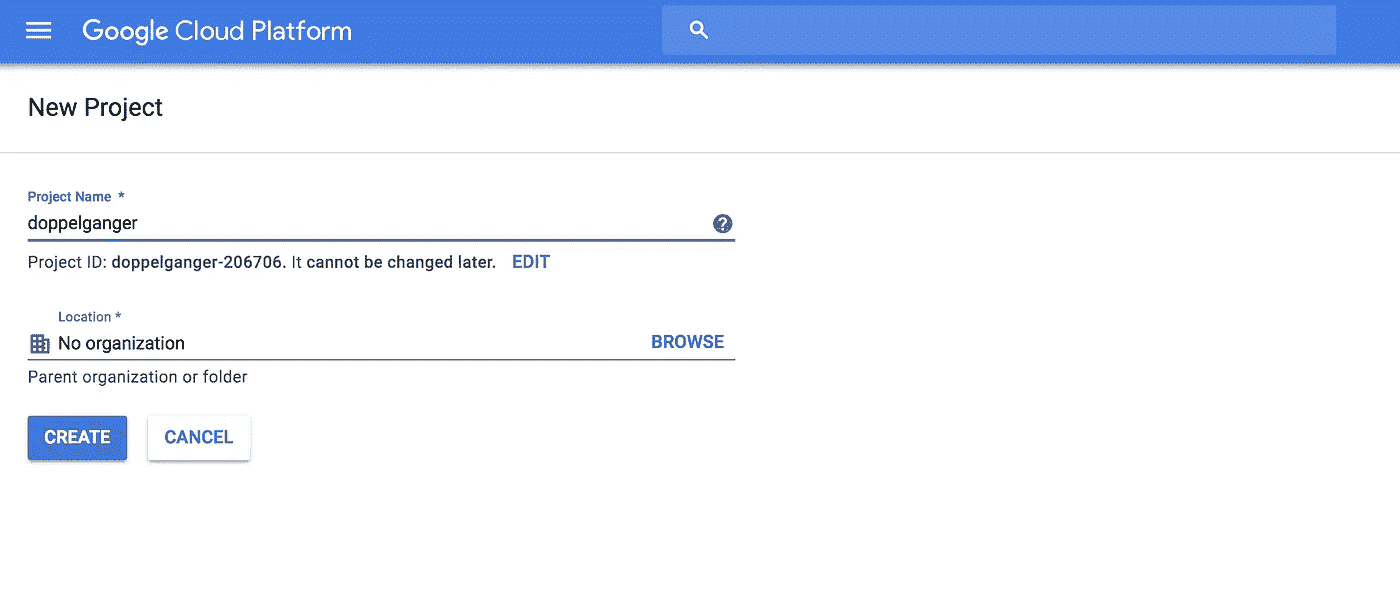 Google Cloud Platform
New Project
Project Name *
doppelganger
Project ID: doppelganger-206706. It cannot be changed later. EDIT
Location *
No organization BROWSE
Parent organization or folder
CREATE CANCEL